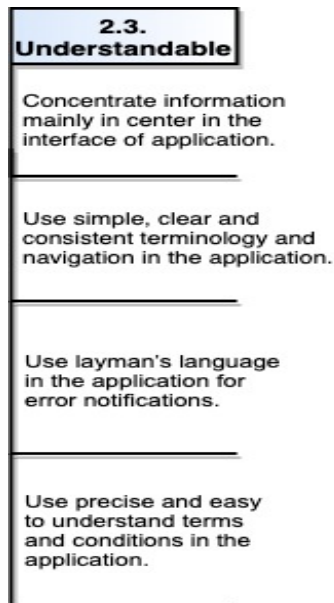 2.3.
Understandable
Concentrate information
mainly in center in the
interface of application.
Use simple, clear and
consistent terminology and
navigation in the application.
Use layman's language
in the application for
error notifications.
Use precise and easy
to understand terms
and conditions in the
application.